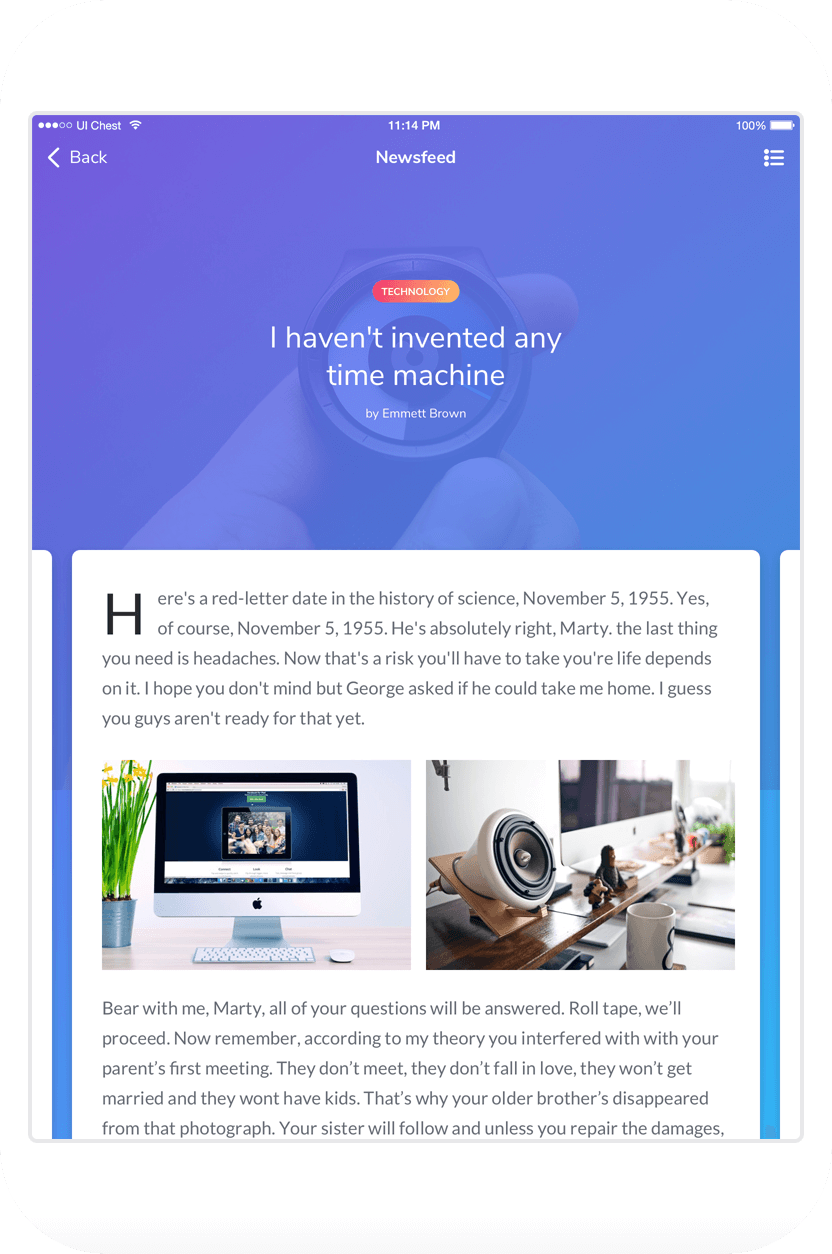 UI Chest
11:14 PM
100%
Back
Newsfeed
TECHNOLOGY
I haven't invented any
time machine
by Emmett Brown
Here's a red-letter date in the history of science, November 5, 1955. Yes,
of course, November 5, 1955. He's absolutely right, Marty. the last thing
you need is headaches. Now that's a risk you'll have to take you're life depends
on it. I hope you don't mind but George asked if he could take me home. I guess
you guys aren't ready for that yet.
Bear with me, Marty, all of your questions will be answered. Roll tape, we’ll
proceed. Now remember, according to my theory you interfered with with your
parent’s first meeting. They don’t meet, they don’t fall in love, they won’t get
married and they wont have kids. That’s why your older brother’s disappeared
from that photograph. Your sister will follow and unless you repair the damages,